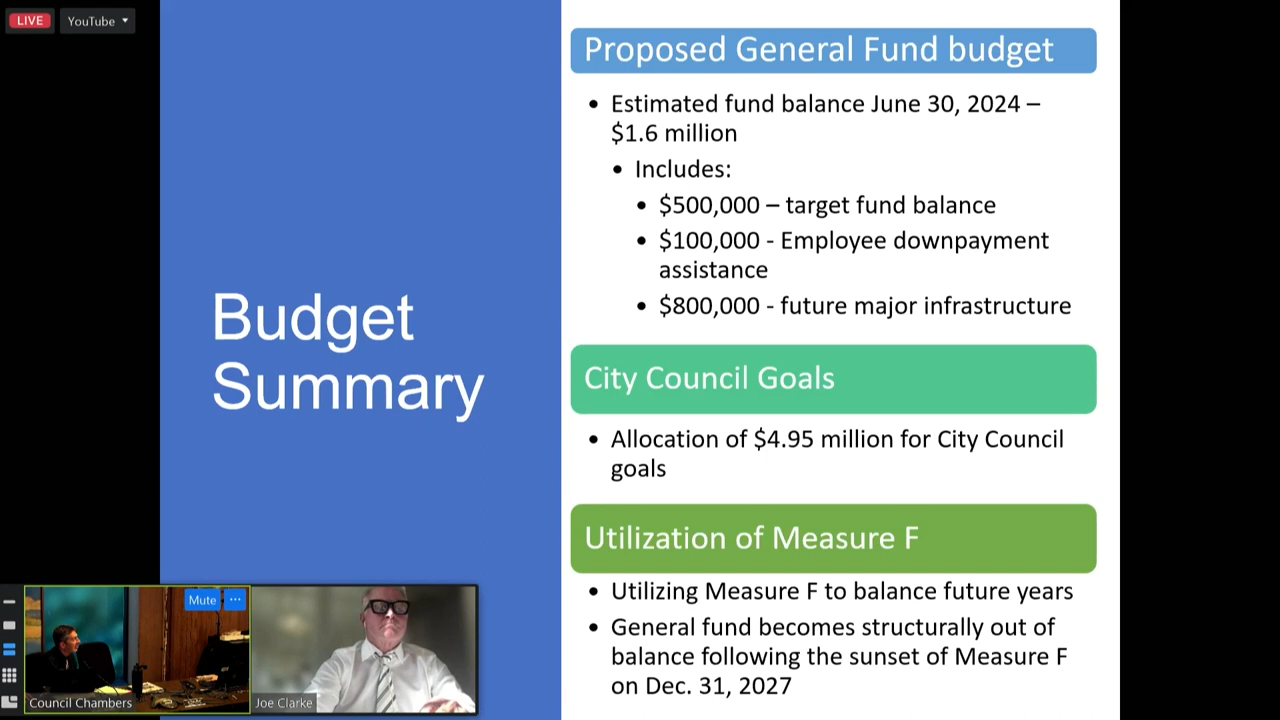 LIVE
YouTube
Proposed General Fund budget
• Estimated fund balance June 30, 2024 –
$1.6 million
• Includes:
• $500,000 – target fund balance
• $100,000 - Employee downpayment
assistance
• $800,000 - future major infrastructure
Budget
Summary
City Council Goals
• Allocation of $4.95 million for City Council
goals
Utilization of Measure F
• Utilizing Measure F to balance future years
• General fund becomes structurally out of
balance following the sunset of Measure F
on Dec. 31, 2027
Mute
Council Chambers
Joe Clarke